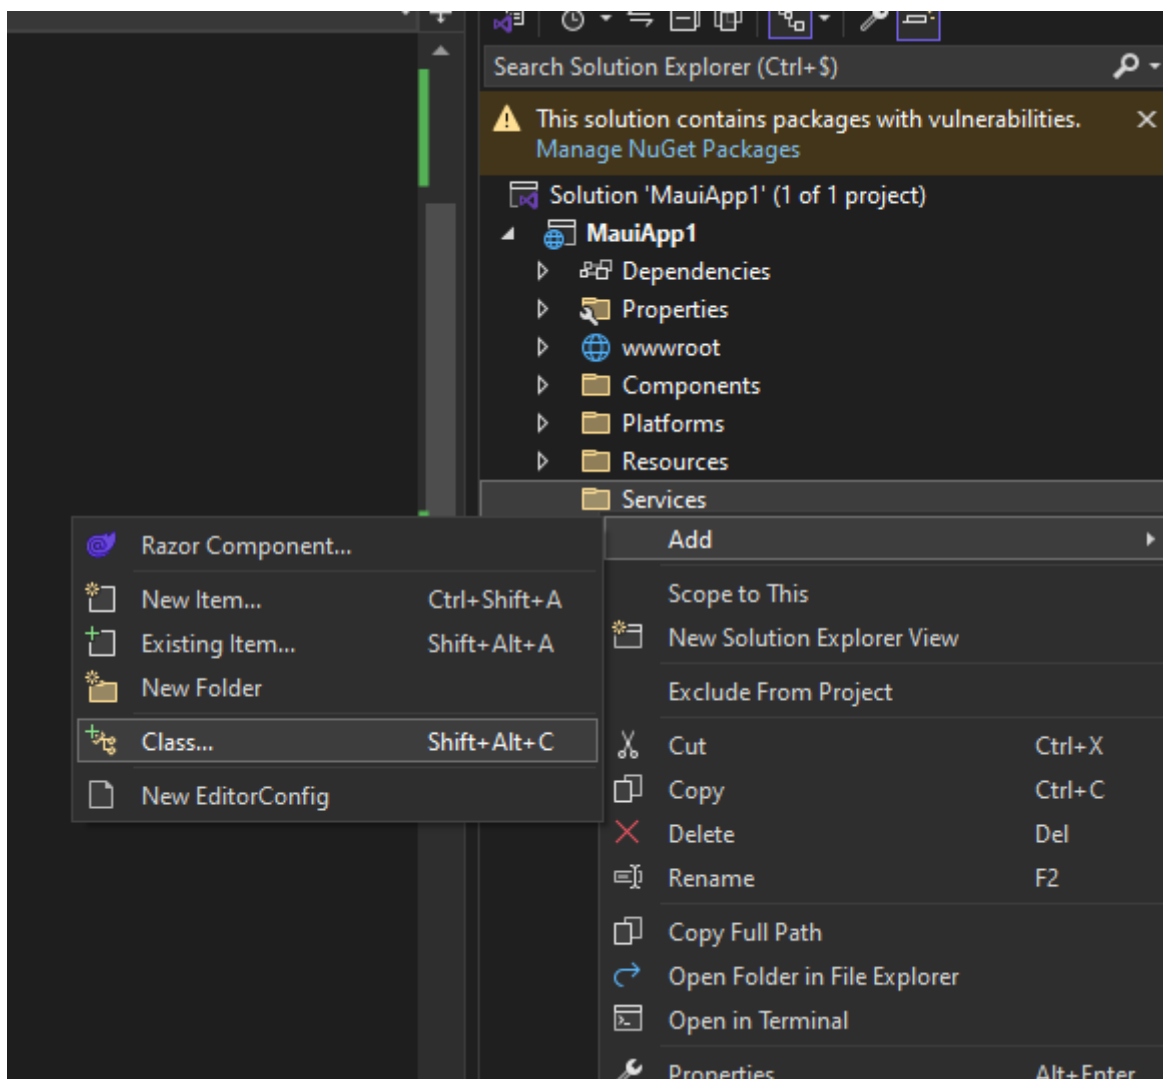 Search Solution Explorer (Ctrl+$)
This solution contains packages with vulnerabilities.
Manage NuGet Packages
Solution 'MauiApp1' (1 of 1 project)
MauiApp1
Dependencies
Properties
wwwroot
Components
Platforms
Resources
Services
Razor Component...
New Item... Ctrl+Shift+A
Existing Item... Shift+Alt+A
New Folder
Class... Shift+Alt+C
New EditorConfig
Add
Scope to This
New Solution Explorer View
Exclude From Project
Cut Ctrl+X
Copy Ctrl+C
Delete Del
Rename F2
Copy Full Path
Open Folder in File Explorer
Open in Terminal
Properties Alt+Enter